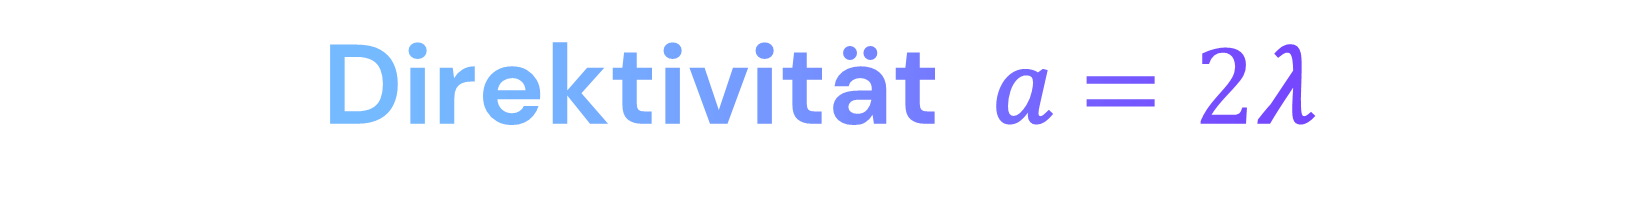 Direktivität a = 2λ